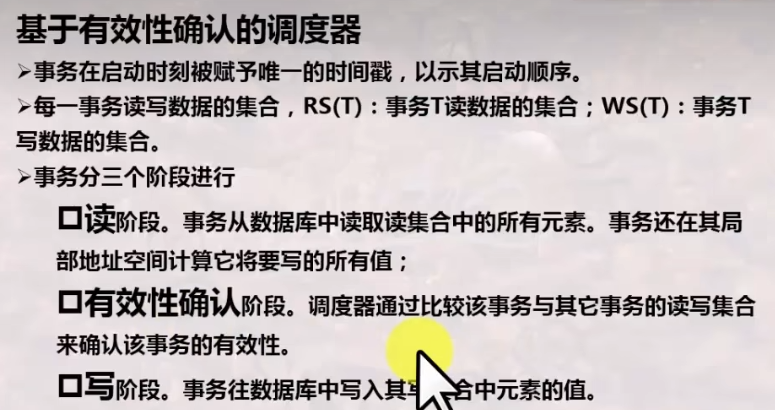 基于有效性确认的调度器
➢事务在启动时刻被赋予唯一的时间戳，以示其启动顺序。
➢每一事务读写数据的集合，RS(T)：事务T读数据的集合；WS(T)：事务T
写数据的集合。
➢事务分三个阶段进行
□读阶段。事务从数据库中读取读集合中的所有元素。事务还在其局
部地址空间计算它将要写的所有值；
□有效性确认阶段。调度器通过比较该事务与其它事务的读写集合
来确认该事务的有效性。
□写阶段。事务往数据库中写入其写合中元素的值。